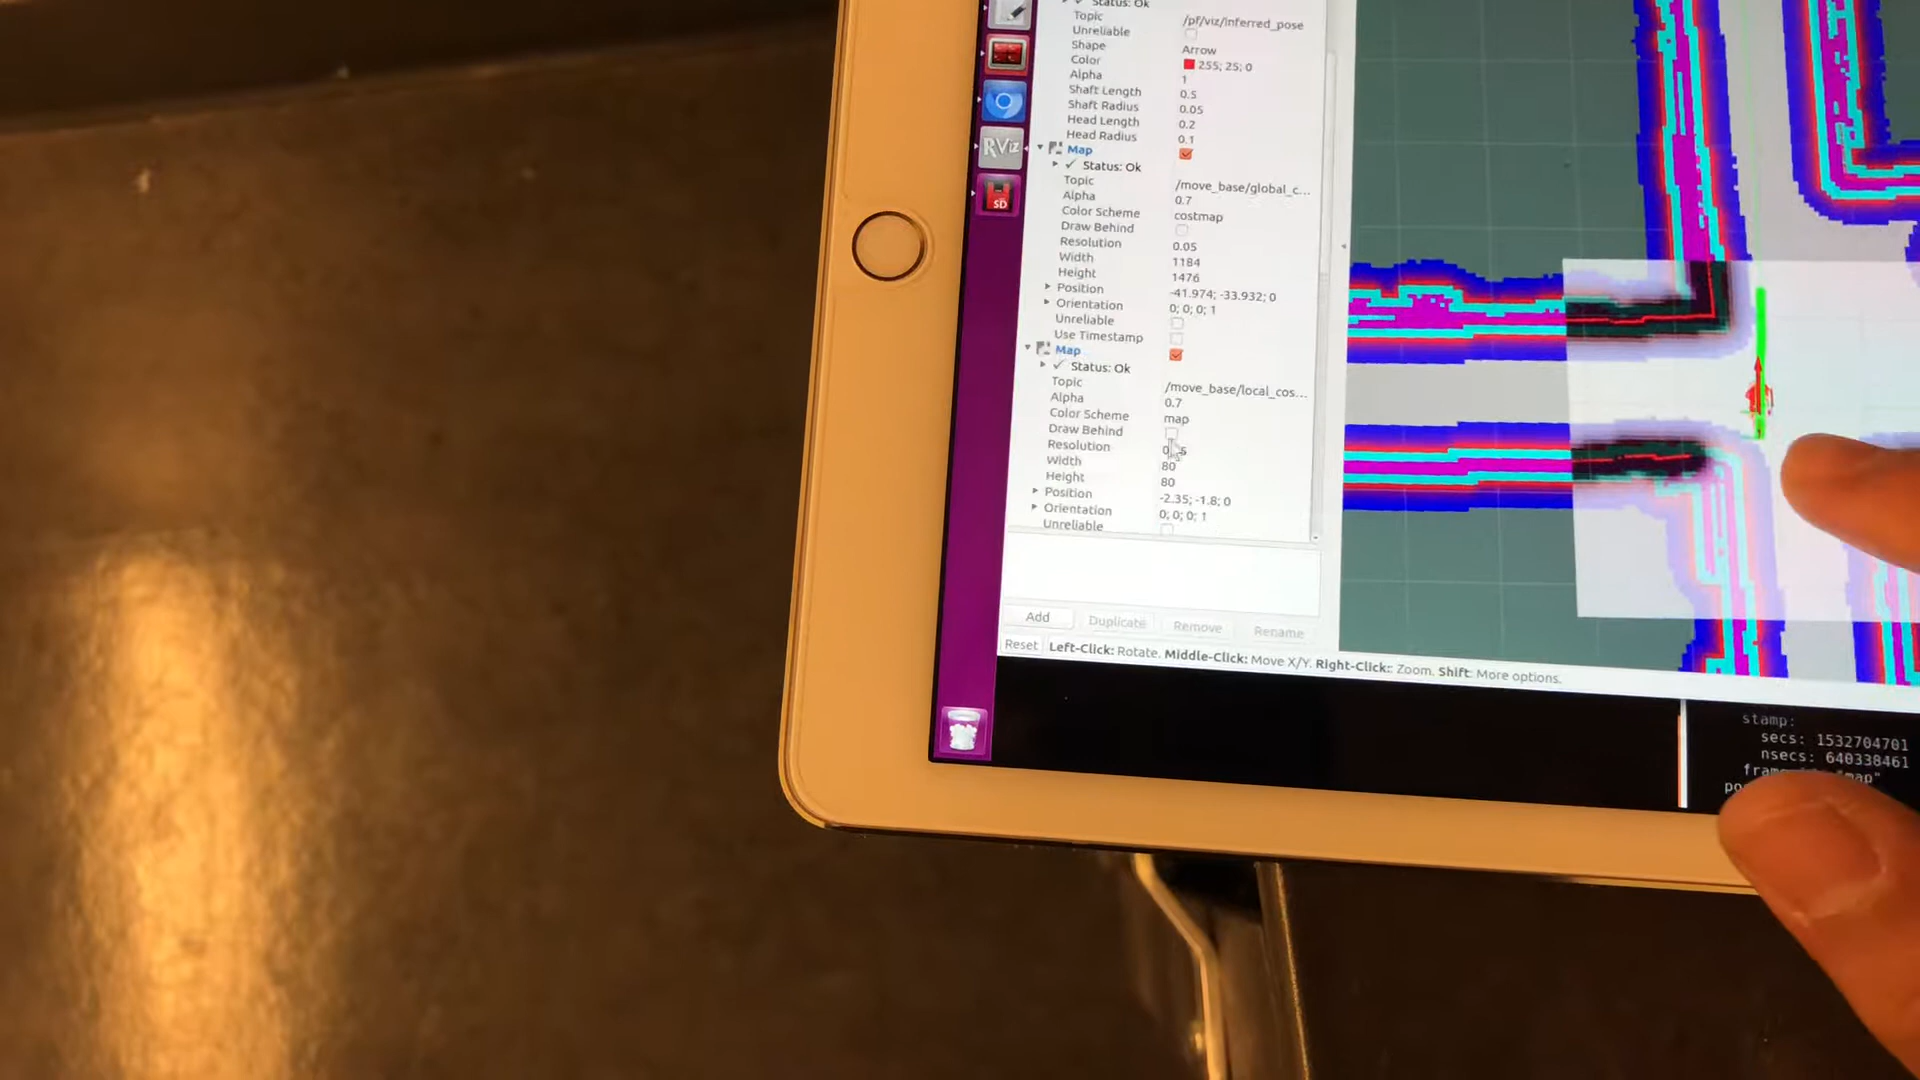 Status: Ok
Topic /pf/viz/inferred_pose
Unreliable
Shape Arrow
Color 255; 25; 0
Alpha 1
Shaft Length 0.5
Shaft Radius 0.05
Head Length 0.2
Head Radius 0.1
Map
Status: Ok
Topic /move_base/global_c...
Alpha 0.7
Color Scheme costmap
Draw Behind
Resolution 0.05
Width 1184
Height 1476
Position -41.974; -33.932; 0
Orientation 0; 0; 0; 1
Unreliable
Use Timestamp
Map
Status: Ok
Topic /move_base/local_cos...
Alpha 0.7
Color Scheme map
Draw Behind
Resolution
Width 80
Height 80
Position -2.35; -1.8; 0
Orientation 0; 0; 0; 1
Unreliable
Add Duplicate Remove Rename
Reset Left-Click: Rotate. Middle-Click: Move X/Y. Right-Click:: Zoom. Shift: More options.
RViz
SD
stamp:
secs: 1532704701
nsecs: 640338461